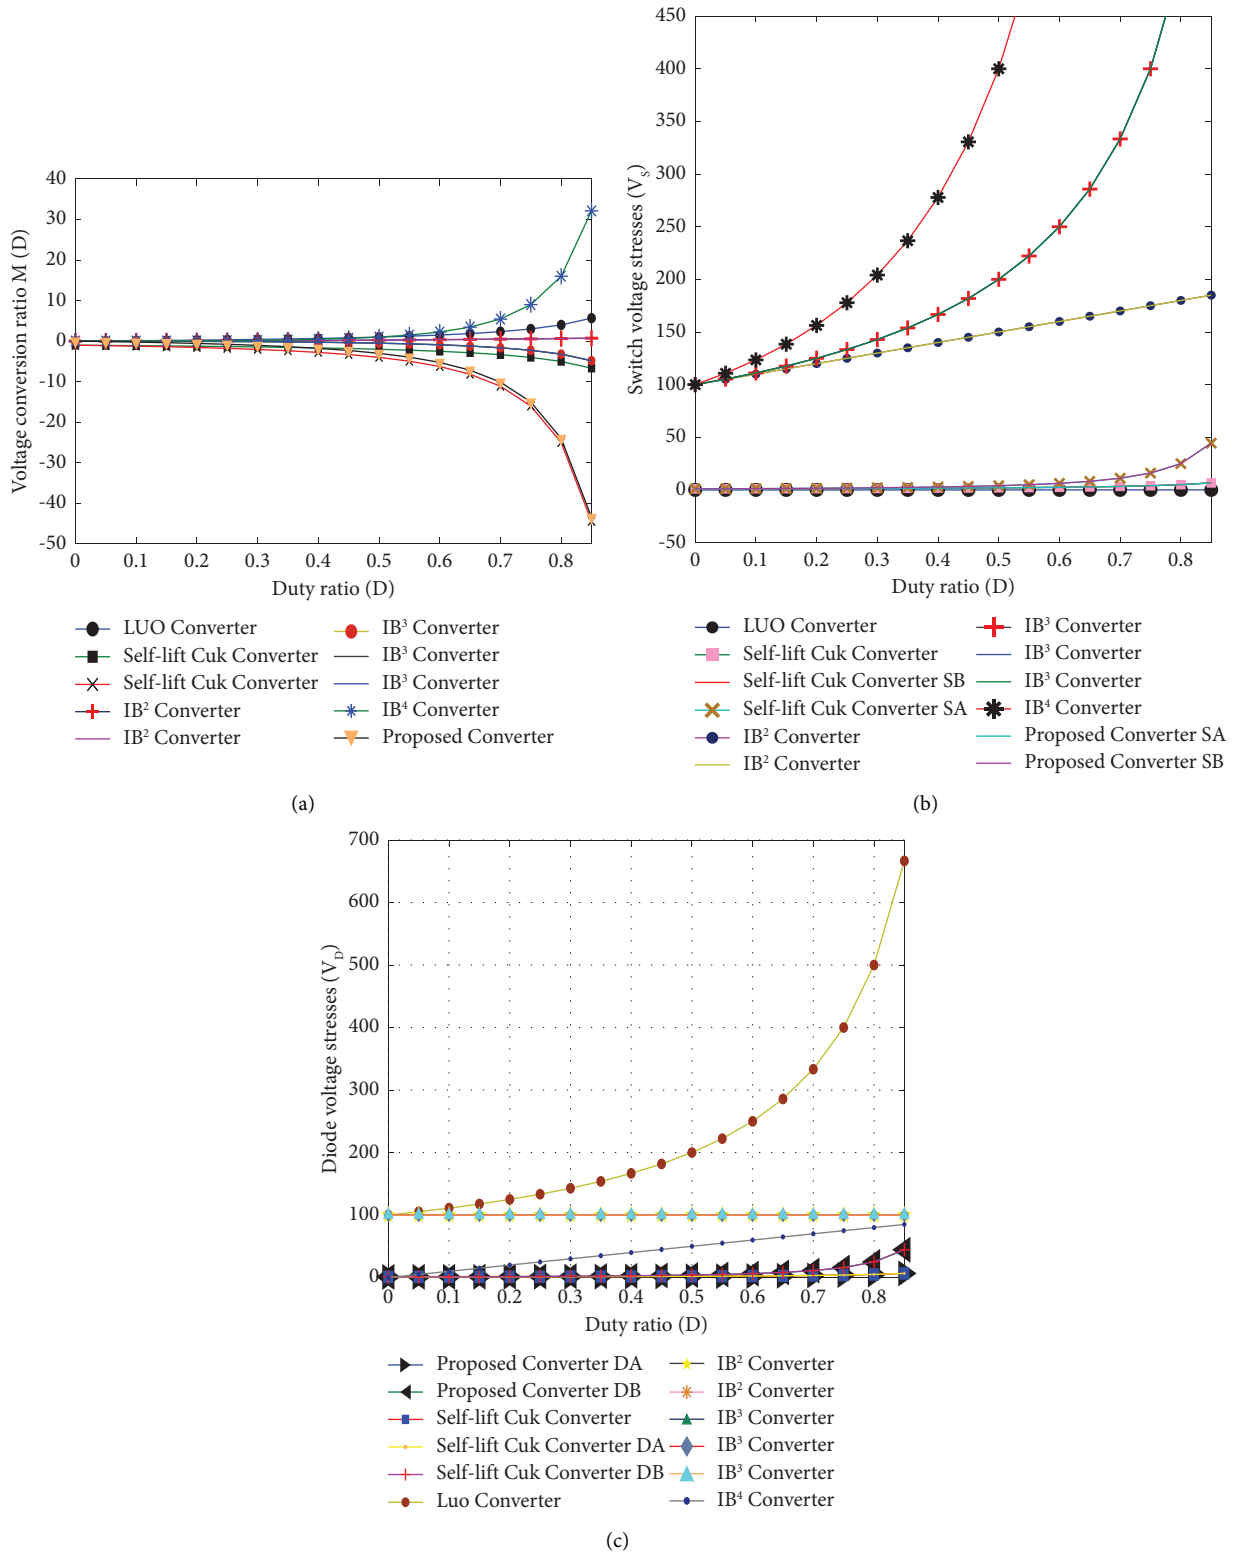 40
30
20
10
0
-10
-20
-30
-40
-50
Voltage conversion ratio M (D)
0 0.1 0.2 0.3 0.4 0.5 0.6 0.7 0.8
Duty ratio (D)
LUO Converter
Self-lift Cuk Converter
Self-lift Cuk Converter
IB² Converter
IB² Converter
IB³ Converter
IB³ Converter
IB³ Converter
IB⁴ Converter
Proposed Converter
(a)
450
400
350
300
250
200
150
100
50
0
-50
Switch voltage stresses (V_S)
0 0.1 0.2 0.3 0.4 0.5 0.6 0.7 0.8
Duty ratio (D)
LUO Converter
Self-lift Cuk Converter
Self-lift Cuk Converter SB
Self-lift Cuk Converter SA
IB² Converter
IB² Converter
IB³ Converter
IB³ Converter
IB³ Converter
IB⁴ Converter
Proposed Converter SA
Proposed Converter SB
(b)
700
600
500
400
300
200
100
0
Diode voltage stresses (V_D)
0 0.1 0.2 0.3 0.4 0.5 0.6 0.7 0.8
Duty ratio (D)
Proposed Converter DA
Proposed Converter DB
Self-lift Cuk Converter
Self-lift Cuk Converter DA
Self-lift Cuk Converter DB
Luo Converter
IB² Converter
IB² Converter
IB³ Converter
IB³ Converter
IB³ Converter
IB⁴ Converter
(c)